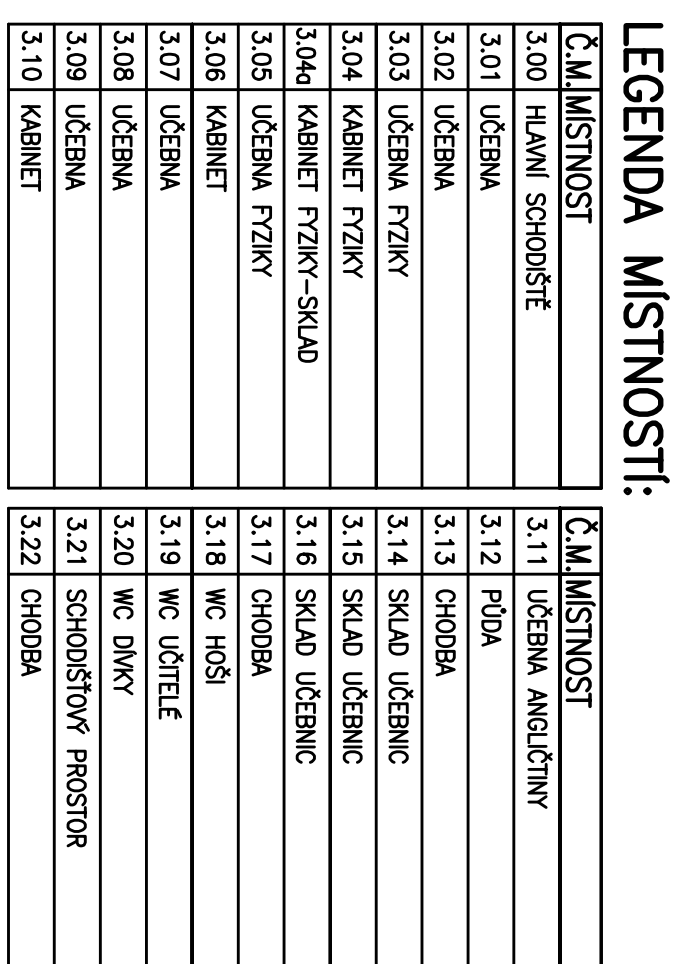 LEGENDA MÍSTNOSTÍ:
Č.M. MÍSTNOST
3.00 HLAVNÍ SCHODIŠTĚ
3.01 UČEBNA
3.02 UČEBNA
3.03 UČEBNA FYZIKY
3.04 KABINET FYZIKY
3.04a KABINET FYZIKY-SKLAD
3.05 UČEBNA FYZIKY
3.06 KABINET
3.07 UČEBNA
3.08 UČEBNA
3.09 UČEBNA
3.10 KABINET
Č.M. MÍSTNOST
3.11 UČEBNA ANGLIČTINY
3.12 PŮDA
3.13 CHODBA
3.14 SKLAD UČEBNIC
3.15 SKLAD UČEBNIC
3.16 SKLAD UČEBNIC
3.17 CHODBA
3.18 WC HOŠI
3.19 WC UČITELÉ
3.20 WC DÍVKY
3.21 SCHODIŠŤOVÝ PROSTOR
3.22 CHODBA